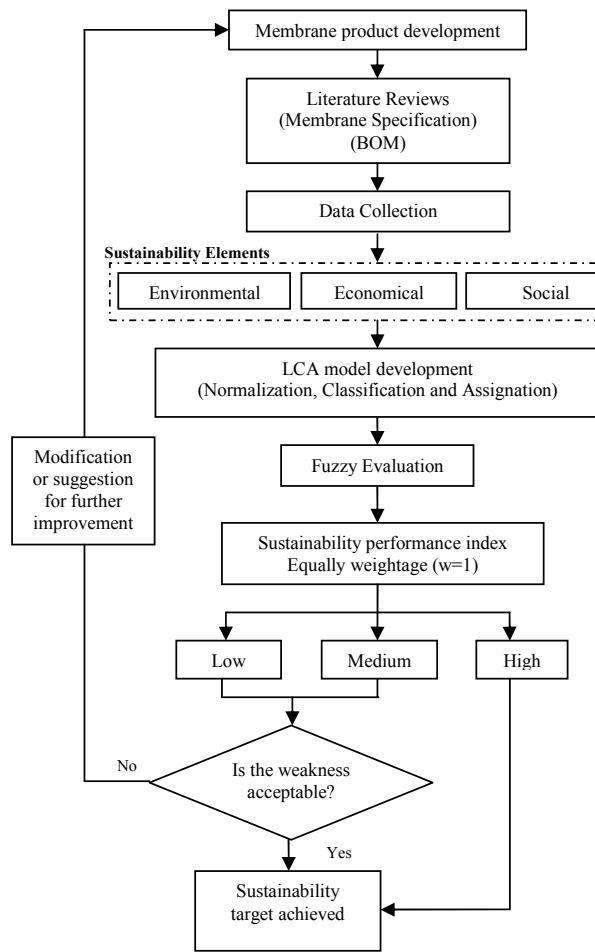 Membrane product development
Literature Reviews
(Membrane Specification)
(BOM)
Data Collection
Sustainability Elements
Environmental
Economical
Social
LCA model development
(Normalization, Classification and Assignation)
Fuzzy Evaluation
Modification
or suggestion
for further
improvement
Sustainability performance index
Equally weightage (w=1)
Low
Medium
High
No
Is the weakness
acceptable?
Yes
Sustainability
target achieved